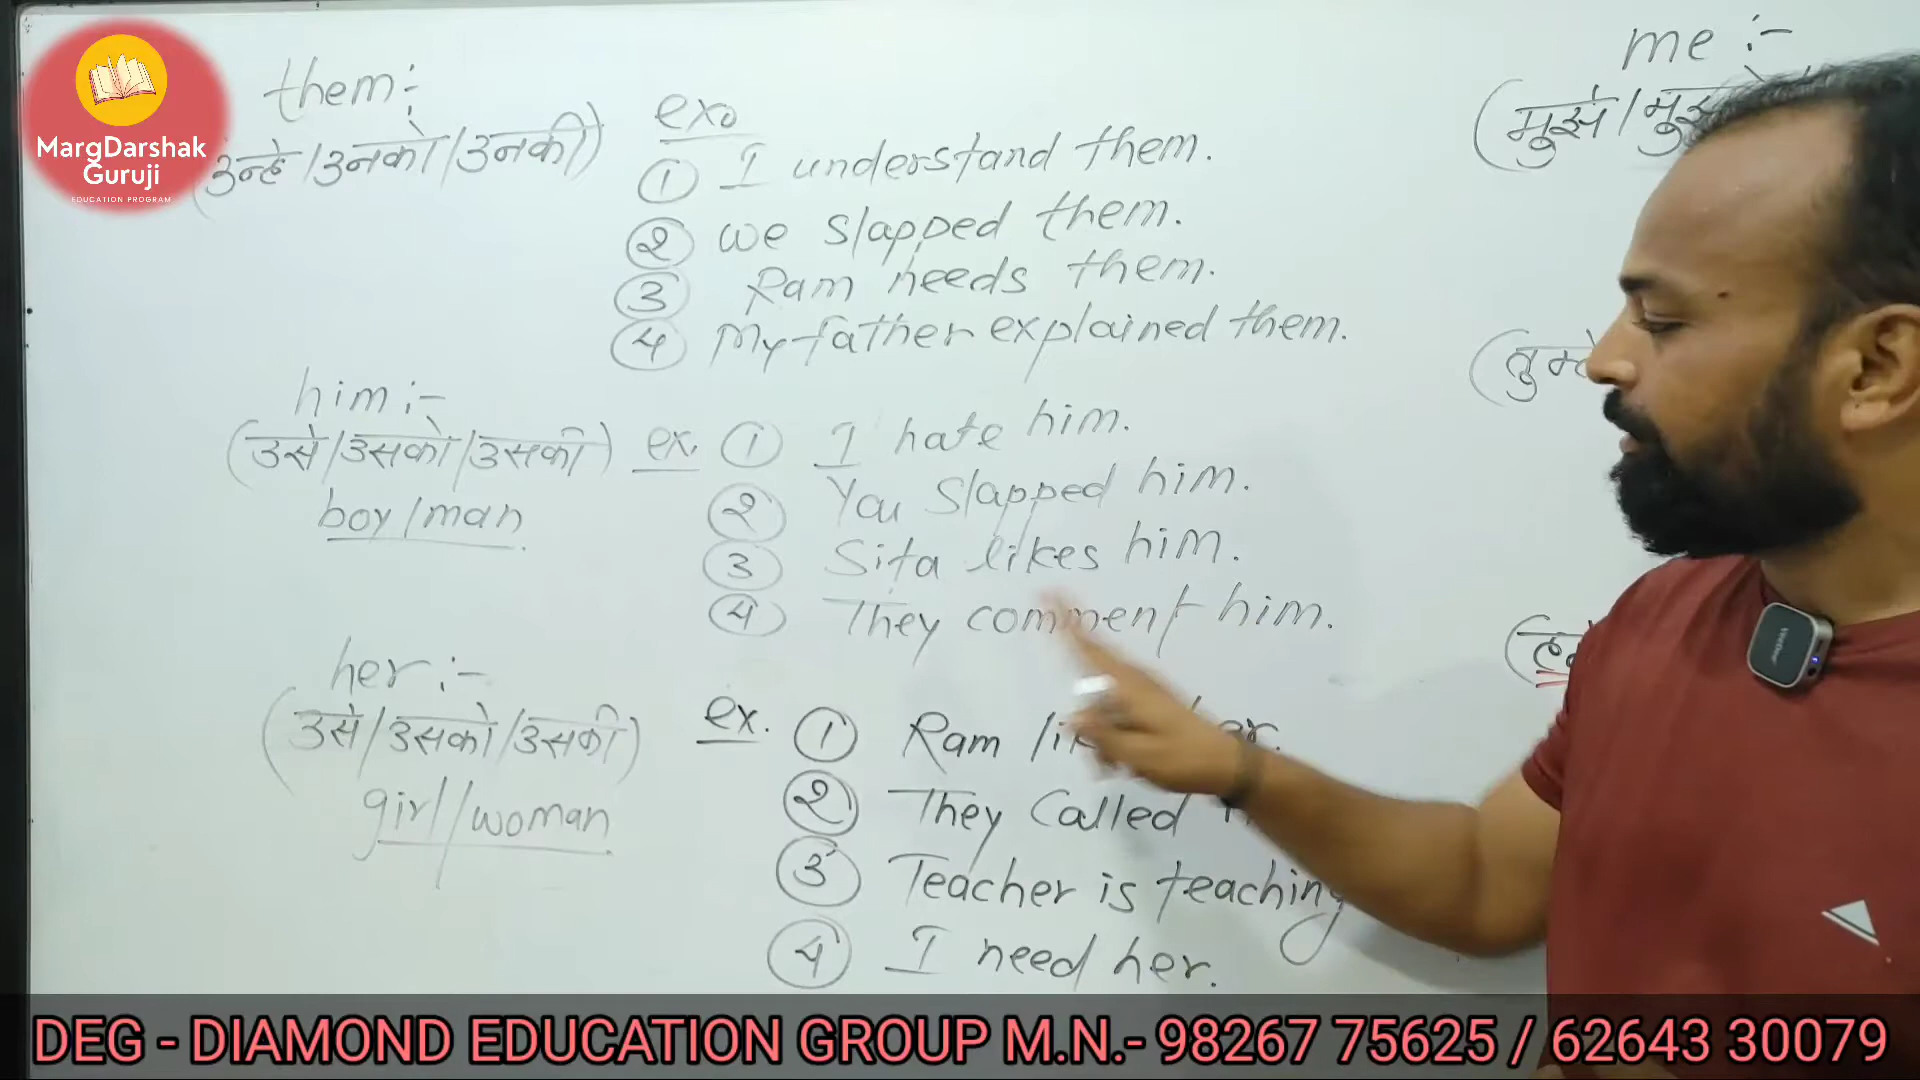 MargDarshak
Guruji
EDUCATION PROGRAM
them:-
(उन्हे/उनको/उनकी)
ex.
① I understand them.
② we slapped them.
③ Ram needs them.
④ My father explained them.
him :-
(उसे/उसको/उसकी)
boy/man
ex. ① I hate him.
② You slapped him.
③ Sita likes him.
④ They comment him.
her :-
(उसे/उसको/उसकी)
girl/woman
ex. ① Ram her.
② They Called
③ Teacher is teaching
④ I need her.
me :-
(मुझे/
DEG - DIAMOND EDUCATION GROUP M.N.- 98267 75625 / 62643 30079